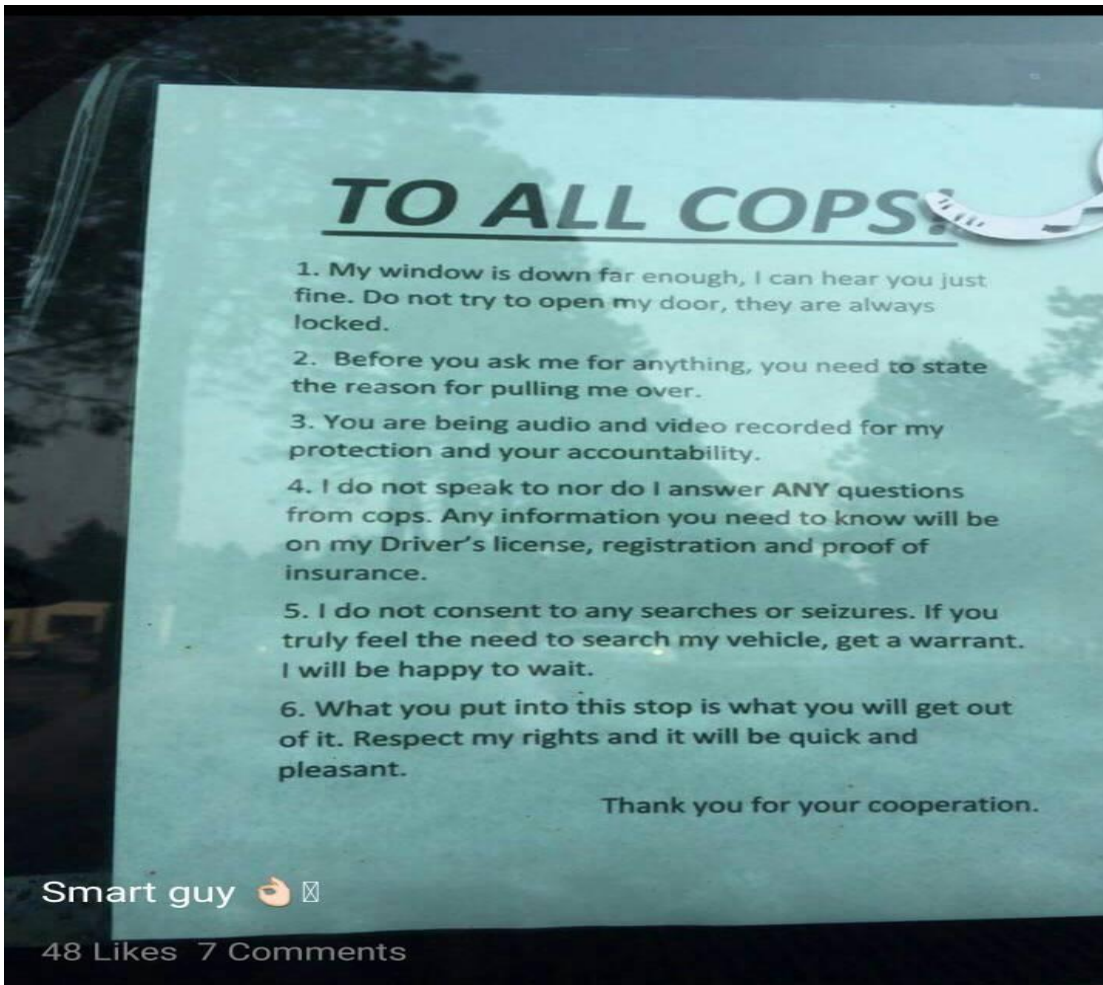 TO ALL COPS!
1. My window is down far enough, I can hear you just
fine. Do not try to open my door, they are always
locked.
2. Before you ask me for anything, you need to state
the reason for pulling me over.
3. You are being audio and video recorded for my
protection and your accountability.
4. I do not speak to nor do I answer ANY questions
from cops. Any information you need to know will be
on my Driver's license, registration and proof of
insurance.
5. I do not consent to any searches or seizures. If you
truly feel the need to search my vehicle, get a warrant.
I will be happy to wait.
6. What you put into this stop is what you will get out
of it. Respect my rights and it will be quick and
pleasant.
Thank you for your cooperation.
Smart guy 👌🏻
48 Likes 7 Comments